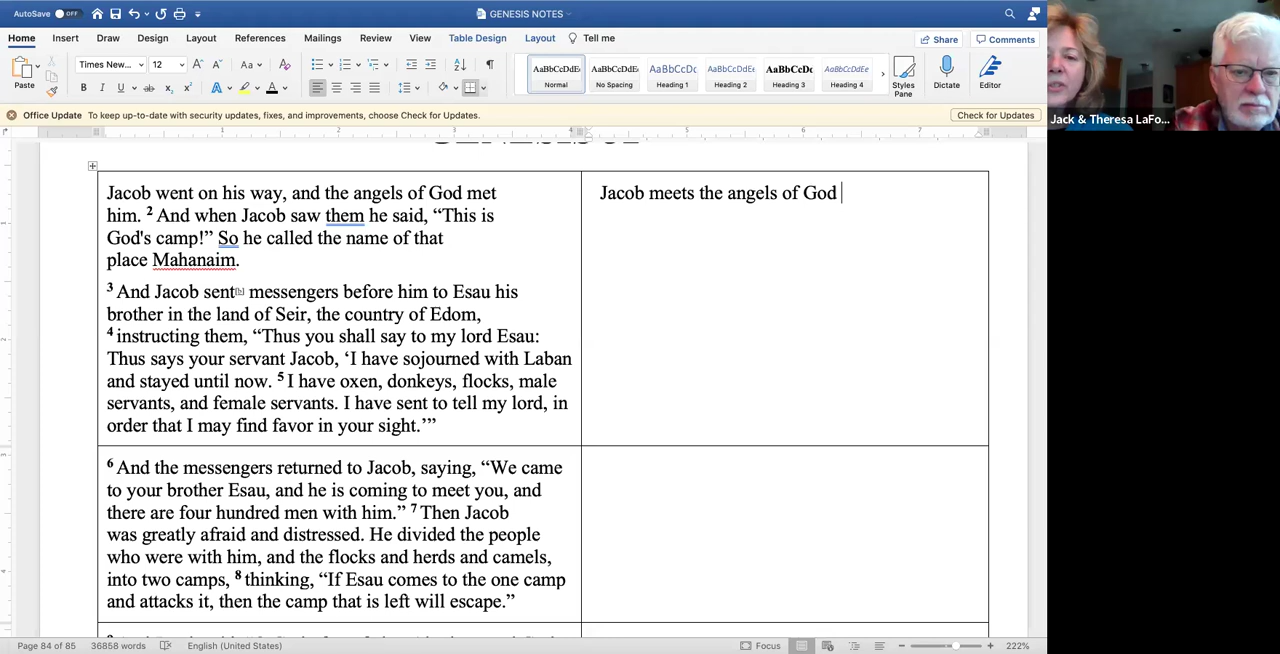 AutoSave OFF
GENESIS NOTES
Home Insert Draw Design Layout References Mailings Review View Table Design Layout Tell me
Share Comments
Times New... 12
Paste
AaBbCcDdEe Normal
AaBbCcDdEe No Spacing
AaBbCcDc Heading 1
AaBbCcDdEe Heading 2
AaBbCcDc Heading 3
AaBbCcDdEe Heading 4
Styles Pane
Dictate
Editor
Office Update To keep up-to-date with security updates, fixes, and improvements, choose Check for Updates.
Check for Updates
Jack & Theresa LaFo...
Jacob went on his way, and the angels of God met
him. 2 And when Jacob saw them he said, “This is
God's camp!” So he called the name of that
place Mahanaim.
3 And Jacob sent messengers before him to Esau his
brother in the land of Seir, the country of Edom,
4 instructing them, “Thus you shall say to my lord Esau:
Thus says your servant Jacob, ‘I have sojourned with Laban
and stayed until now. 5 I have oxen, donkeys, flocks, male
servants, and female servants. I have sent to tell my lord, in
order that I may find favor in your sight.’”
Jacob meets the angels of God
6 And the messengers returned to Jacob, saying, “We came
to your brother Esau, and he is coming to meet you, and
there are four hundred men with him.” 7 Then Jacob
was greatly afraid and distressed. He divided the people
who were with him, and the flocks and herds and camels,
into two camps, 8 thinking, “If Esau comes to the one camp
and attacks it, then the camp that is left will escape.”
Page 84 of 85 36858 words English (United States) Focus 222%